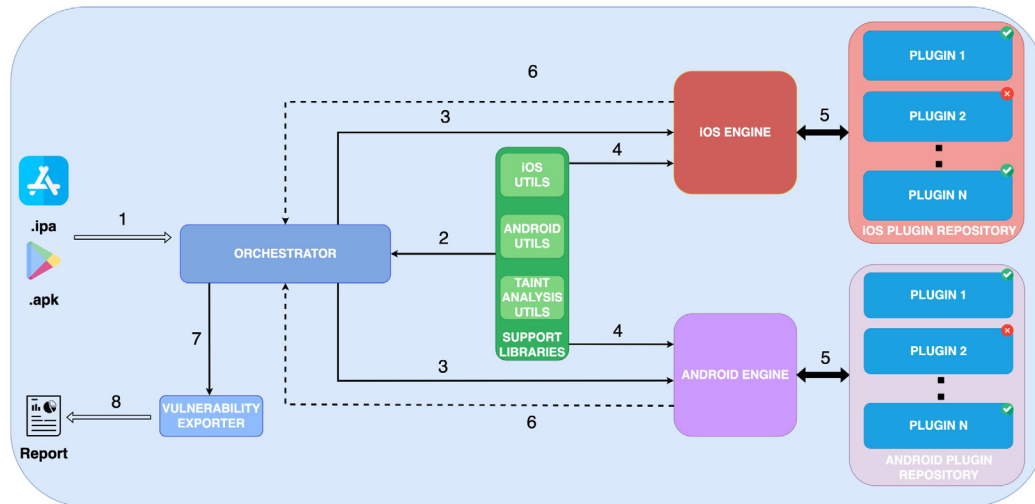 6
3
iOS ENGINE
5
PLUGIN 1
PLUGIN 2
PLUGIN N
iOS PLUGIN REPOSITORY
4
iOS
UTILS
ANDROID
UTILS
TAINT
ANALYSIS
UTILS
SUPPORT
LIBRARIES
.ipa
1
.apk
ORCHESTRATOR
2
4
3
ANDROID ENGINE
5
6
PLUGIN 1
PLUGIN 2
PLUGIN N
ANDROID PLUGIN
REPOSITORY
7
VULNERABILITY
EXPORTER
8
Report